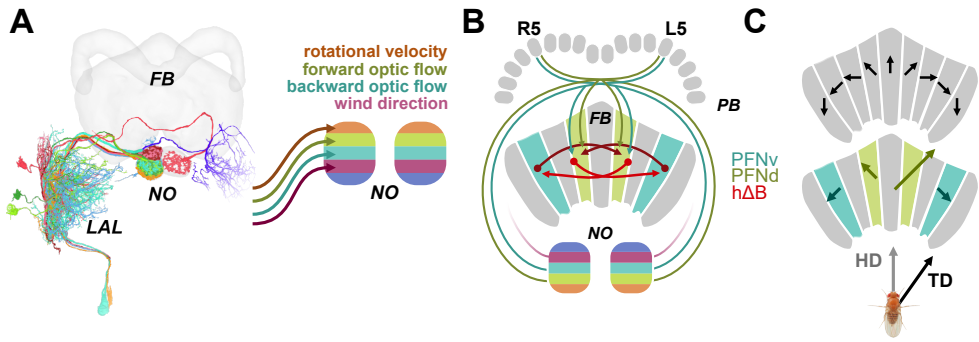 A
FB
NO
LAL
rotational velocity
forward optic flow
backward optic flow
wind direction
NO
B
R5
L5
PB
FB
PFNv
PFNd
hΔB
NO
C
HD
TD